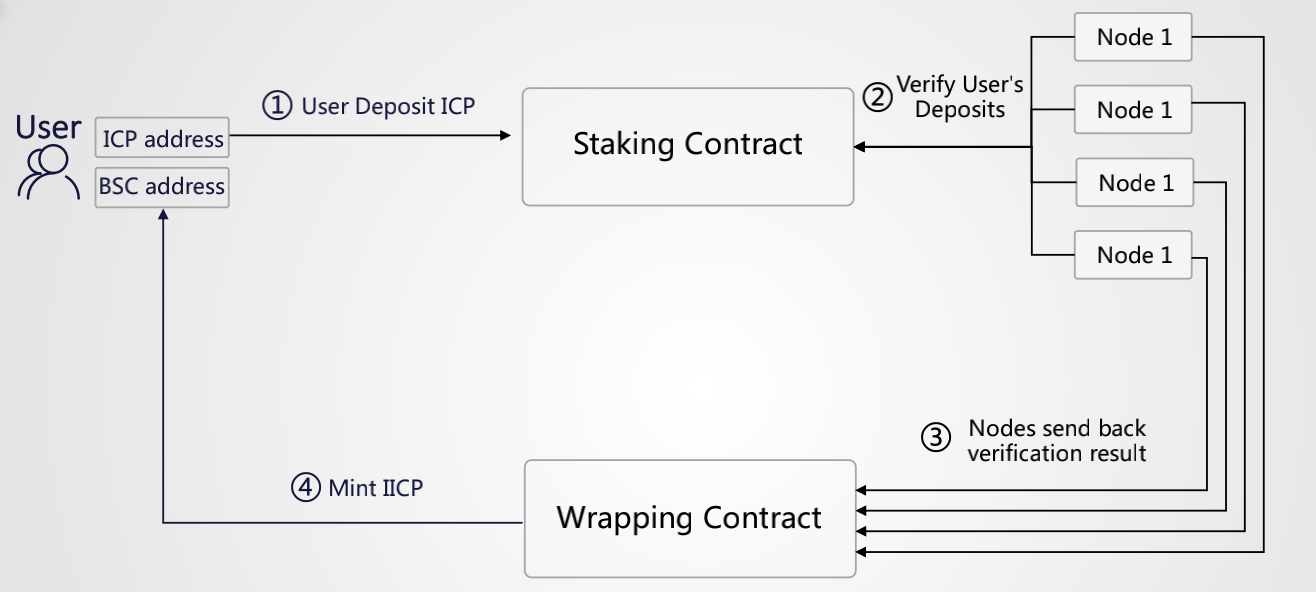 User
ICP address
BSC address
① User Deposit ICP
Staking Contract
② Verify User's
Deposits
Node 1
Node 1
Node 1
Node 1
③ Nodes send back
verification result
Wrapping Contract
④ Mint IICP